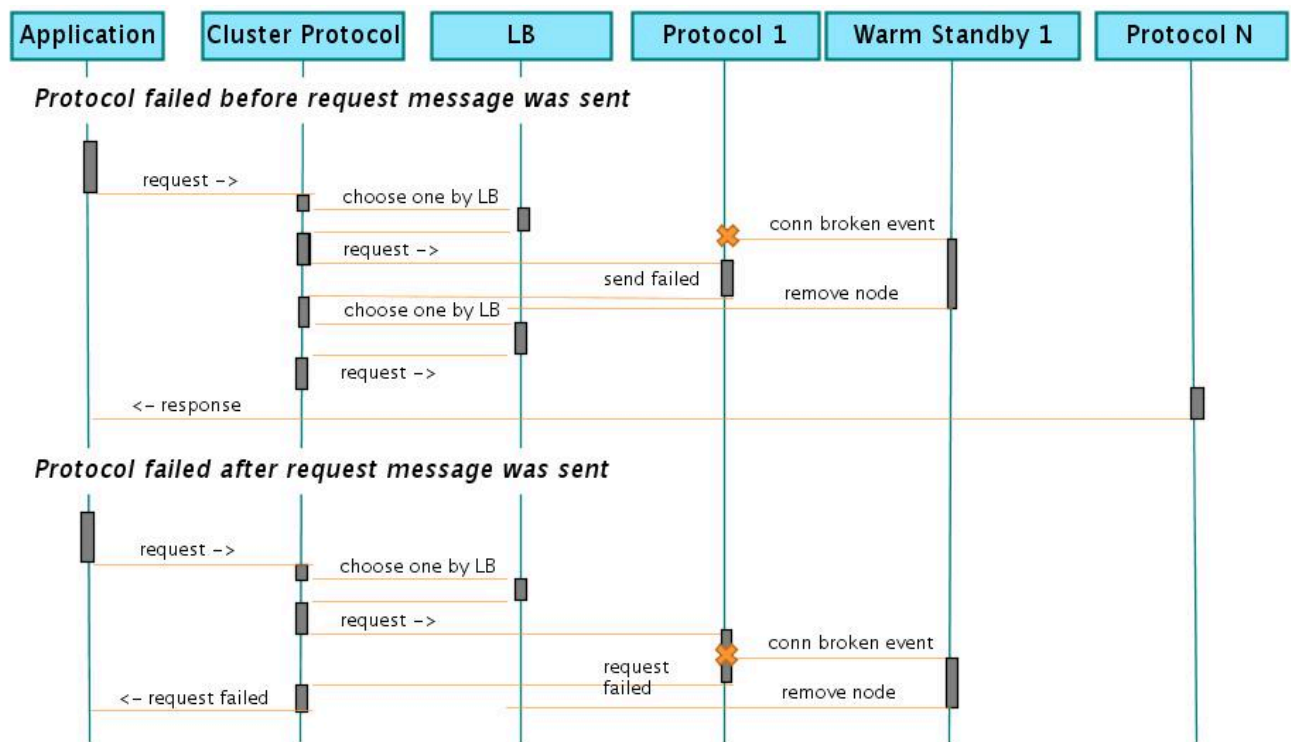 Application Cluster Protocol LB Protocol 1 Warm Standby 1 Protocol N
Protocol failed before request message was sent
request –>
choose one by LB
conn broken event
request –>
send failed
remove node
choose one by LB
request –>
<– response
Protocol failed after request message was sent
request –>
choose one by LB
request –>
conn broken event
request
failed
remove node
<– request failed